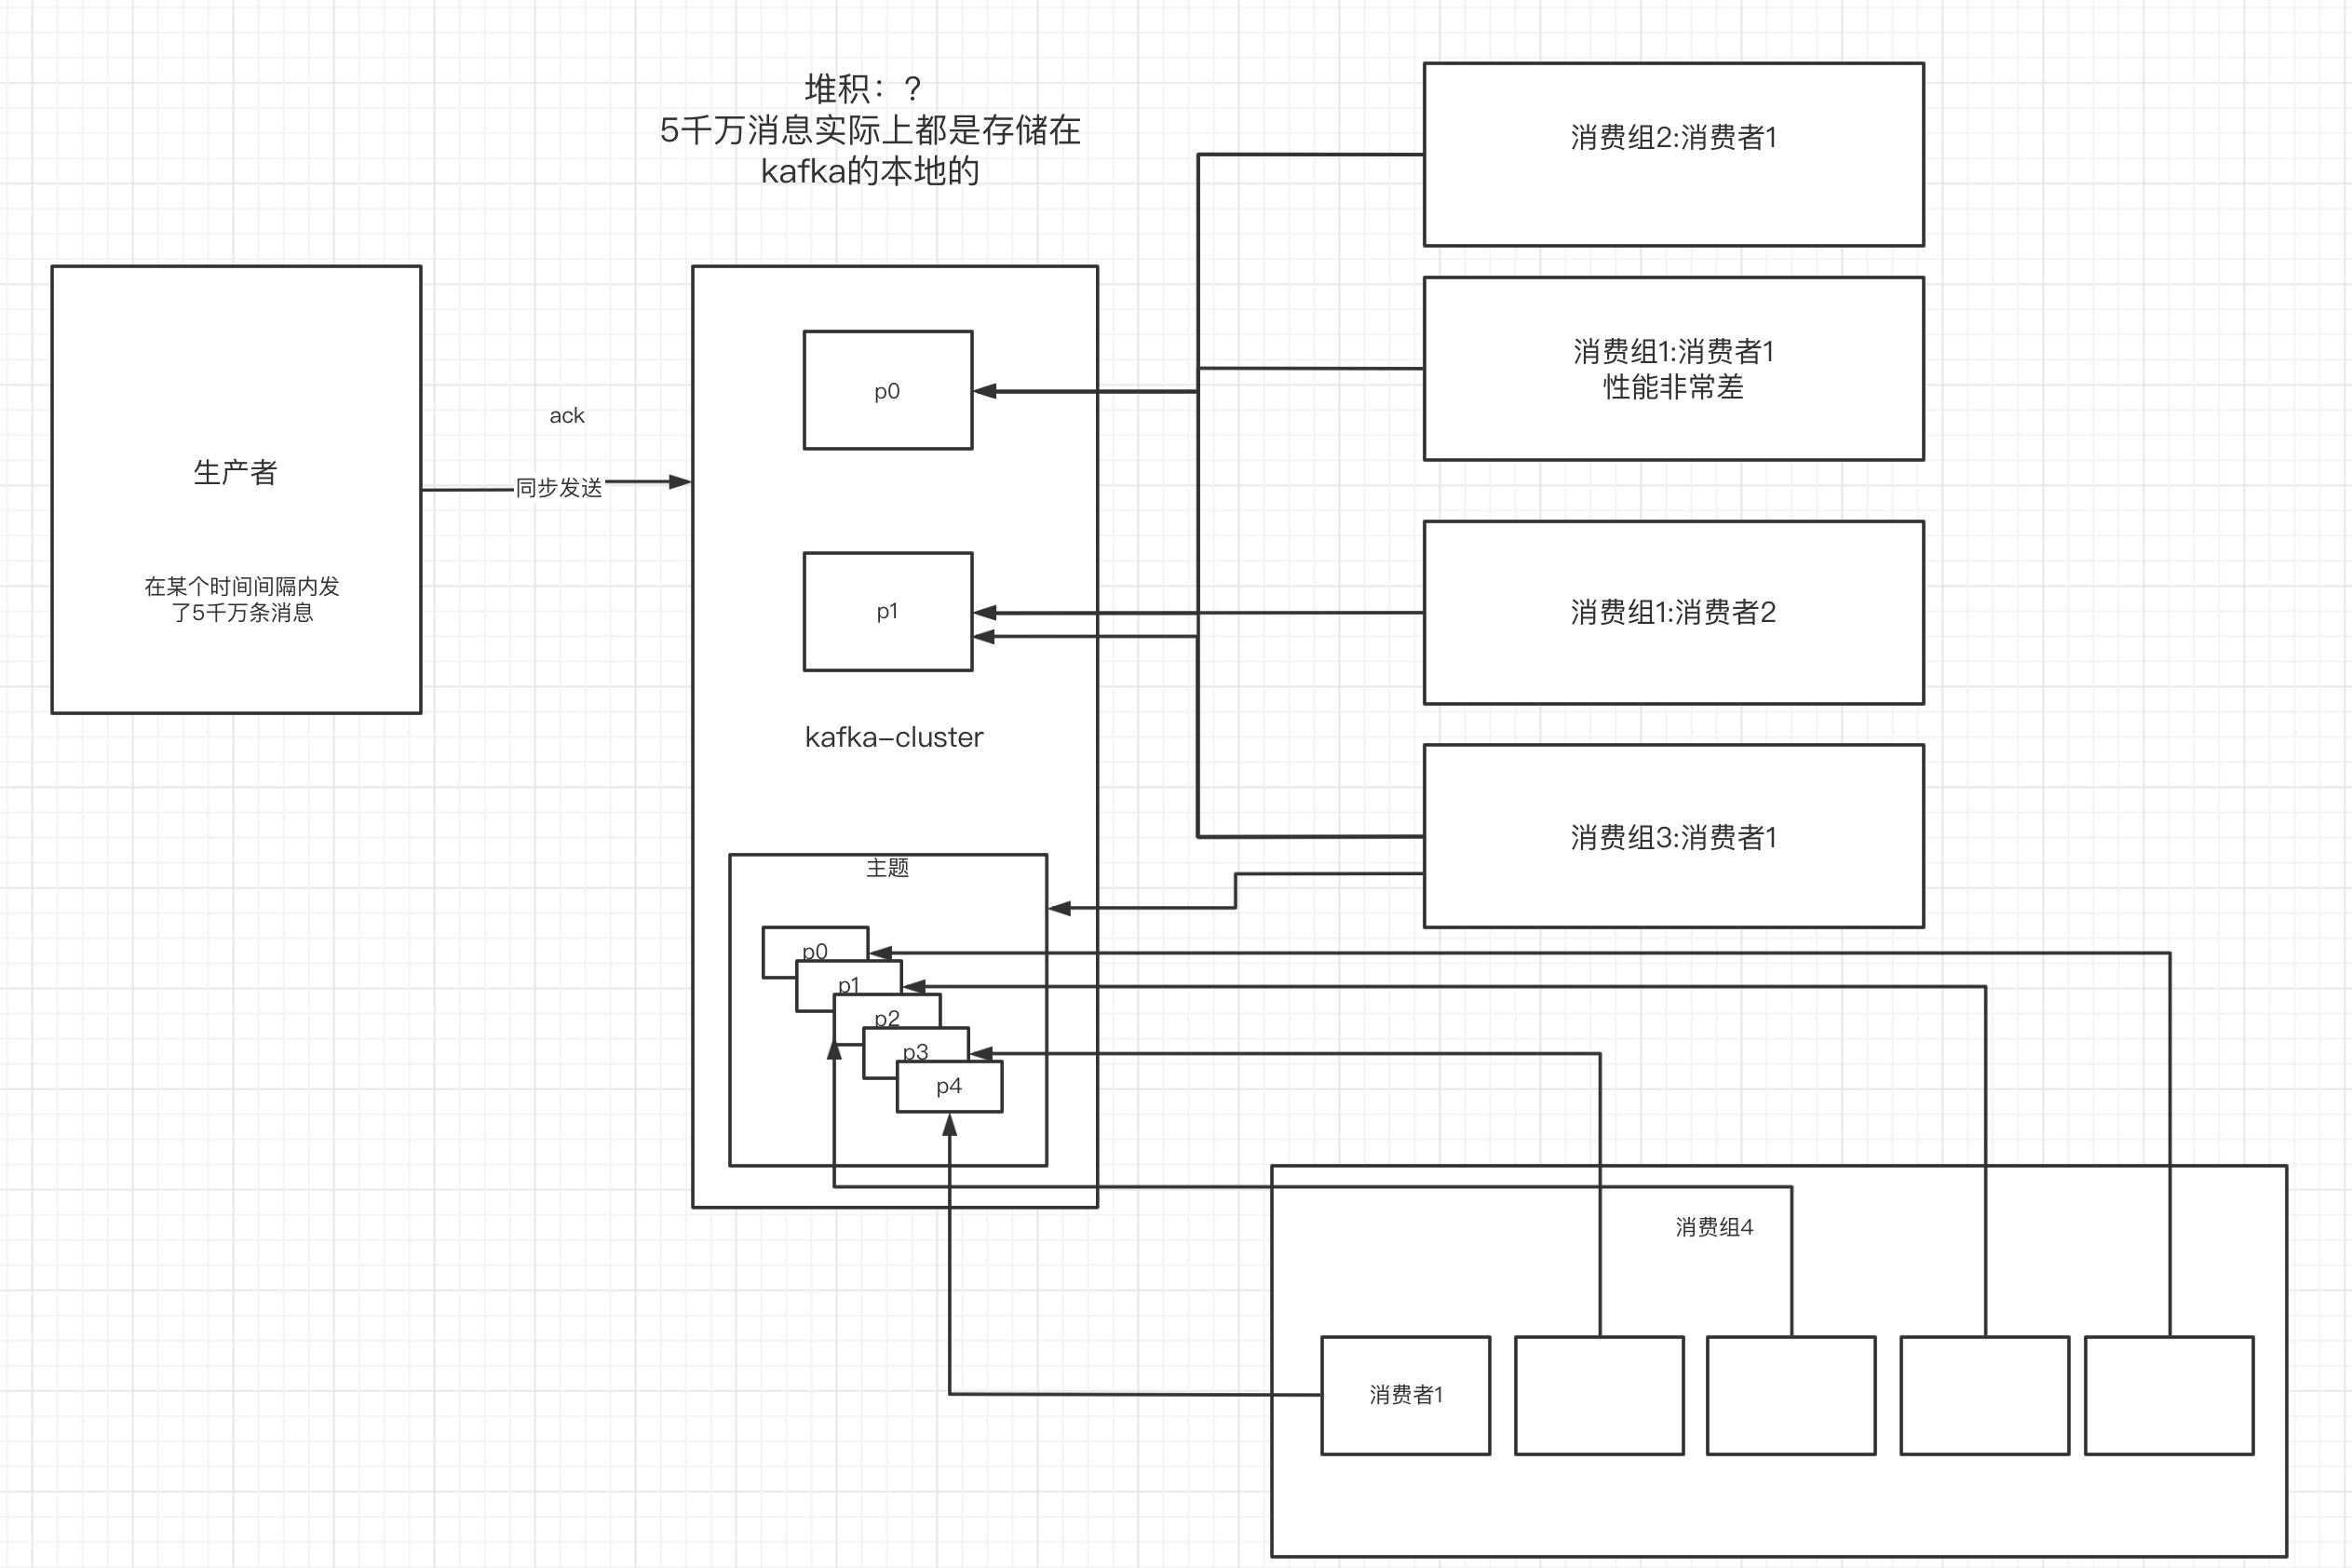 堆积：?
5千万消息实际上都是存储在
kafka的本地的
消费组2:消费者1
消费组1:消费者1
性能非常差
p0
ack
生产者
同步发送
在某个时间间隔内发
了5千万条消息
p1
消费组1:消费者2
kafka-cluster
消费组3:消费者1
主题
p0
p1
p2
p3
p4
消费组4
消费者1